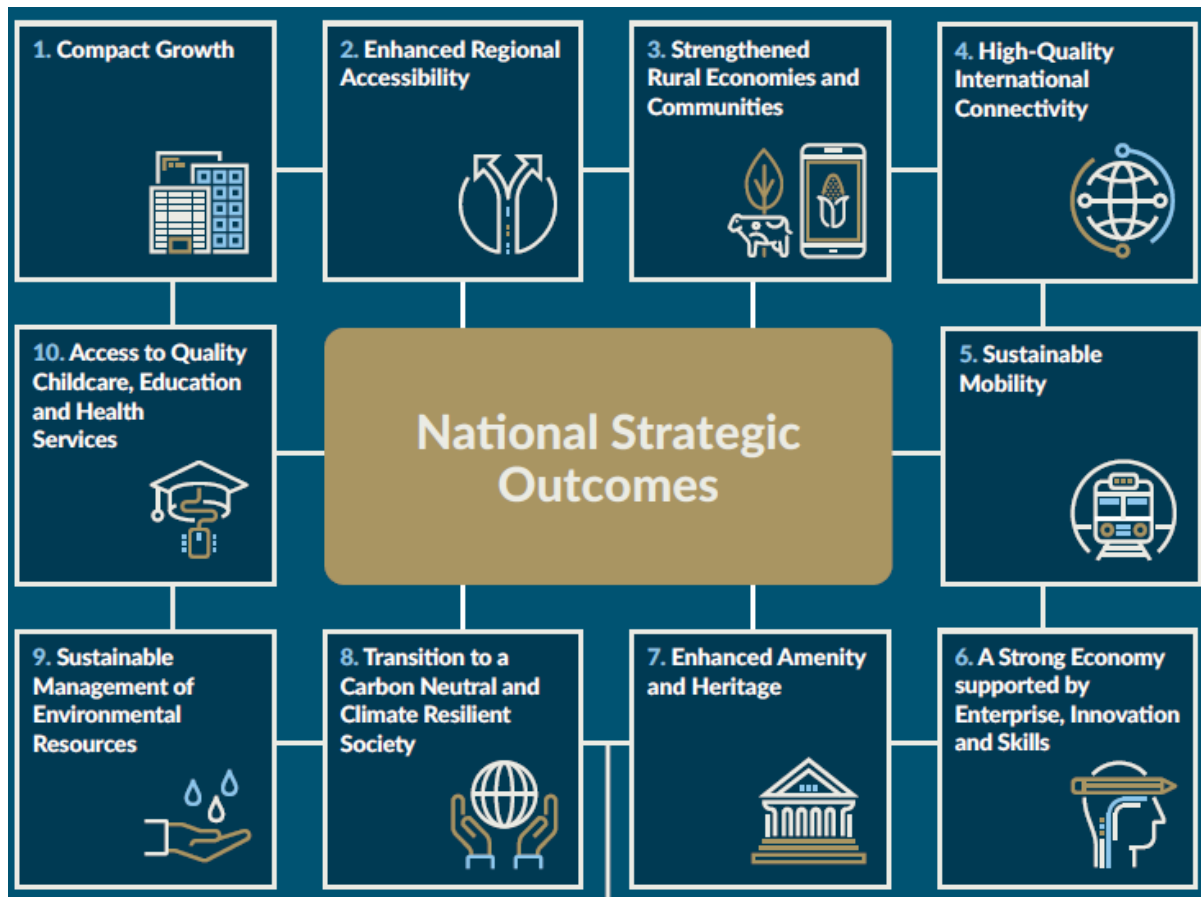 1. Compact Growth
2. Enhanced Regional
Accessibility
3. Strengthened
Rural Economies and
Communities
4. High-Quality
International
Connectivity
10. Access to Quality
Childcare, Education
and Health
Services
National Strategic
Outcomes
5. Sustainable
Mobility
9. Sustainable
Management of
Environmental
Resources
8. Transition to a
Carbon Neutral and
Climate Resilient
Society
7. Enhanced Amenity
and Heritage
6. A Strong Economy
supported by
Enterprise, Innovation
and Skills